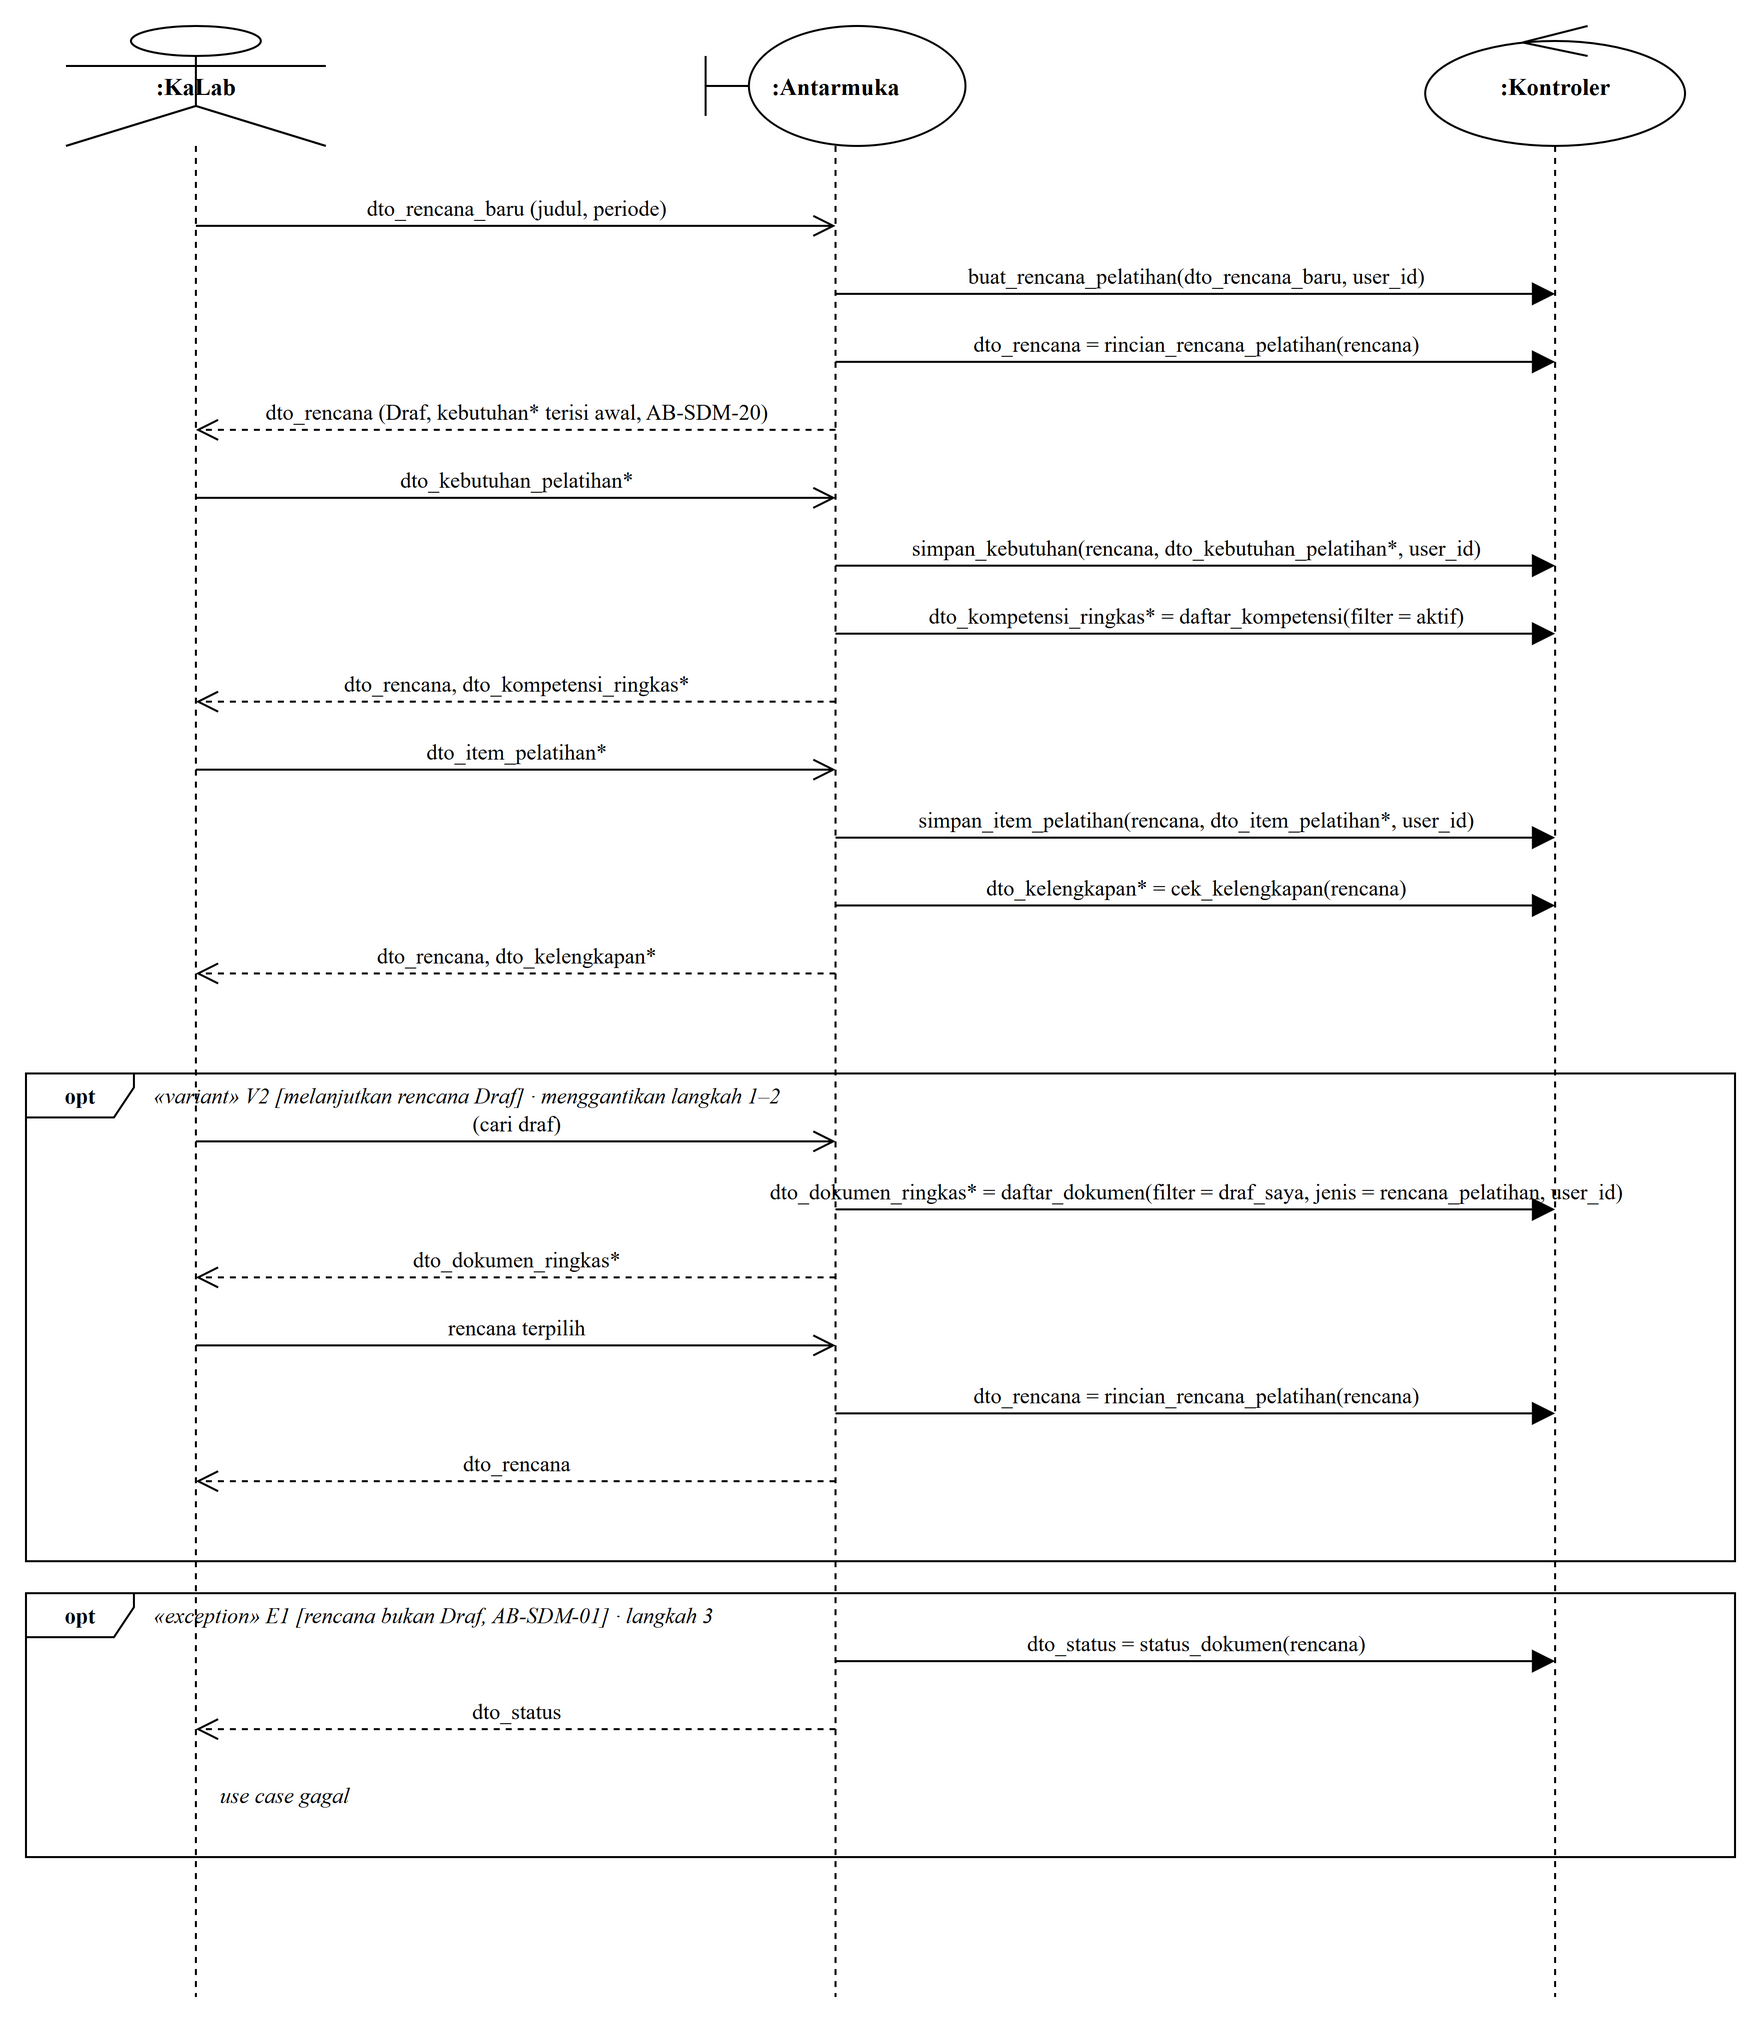 :KaLab
:Antarmuka
:Kontroler
dto_rencana_baru (judul, periode)
buat_rencana_pelatihan(dto_rencana_baru, user_id)
dto_rencana = rincian_rencana_pelatihan(rencana)
dto_rencana (Draf, kebutuhan* terisi awal, AB-SDM-20)
dto_kebutuhan_pelatihan*
simpan_kebutuhan(rencana, dto_kebutuhan_pelatihan*, user_id)
dto_kompetensi_ringkas* = daftar_kompetensi(filter = aktif)
dto_rencana, dto_kompetensi_ringkas*
dto_item_pelatihan*
simpan_item_pelatihan(rencana, dto_item_pelatihan*, user_id)
dto_kelengkapan* = cek_kelengkapan(rencana)
dto_rencana, dto_kelengkapan*
opt
«variant» V2 [melanjutkan rencana Draf] · menggantikan langkah 1–2
(cari draf)
dto_dokumen_ringkas* = daftar_dokumen(filter = draf_saya, jenis = rencana_pelatihan, user_id)
dto_dokumen_ringkas*
rencana terpilih
dto_rencana = rincian_rencana_pelatihan(rencana)
dto_rencana
opt
«exception» E1 [rencana bukan Draf, AB-SDM-01] · langkah 3
dto_status = status_dokumen(rencana)
dto_status
use case gagal